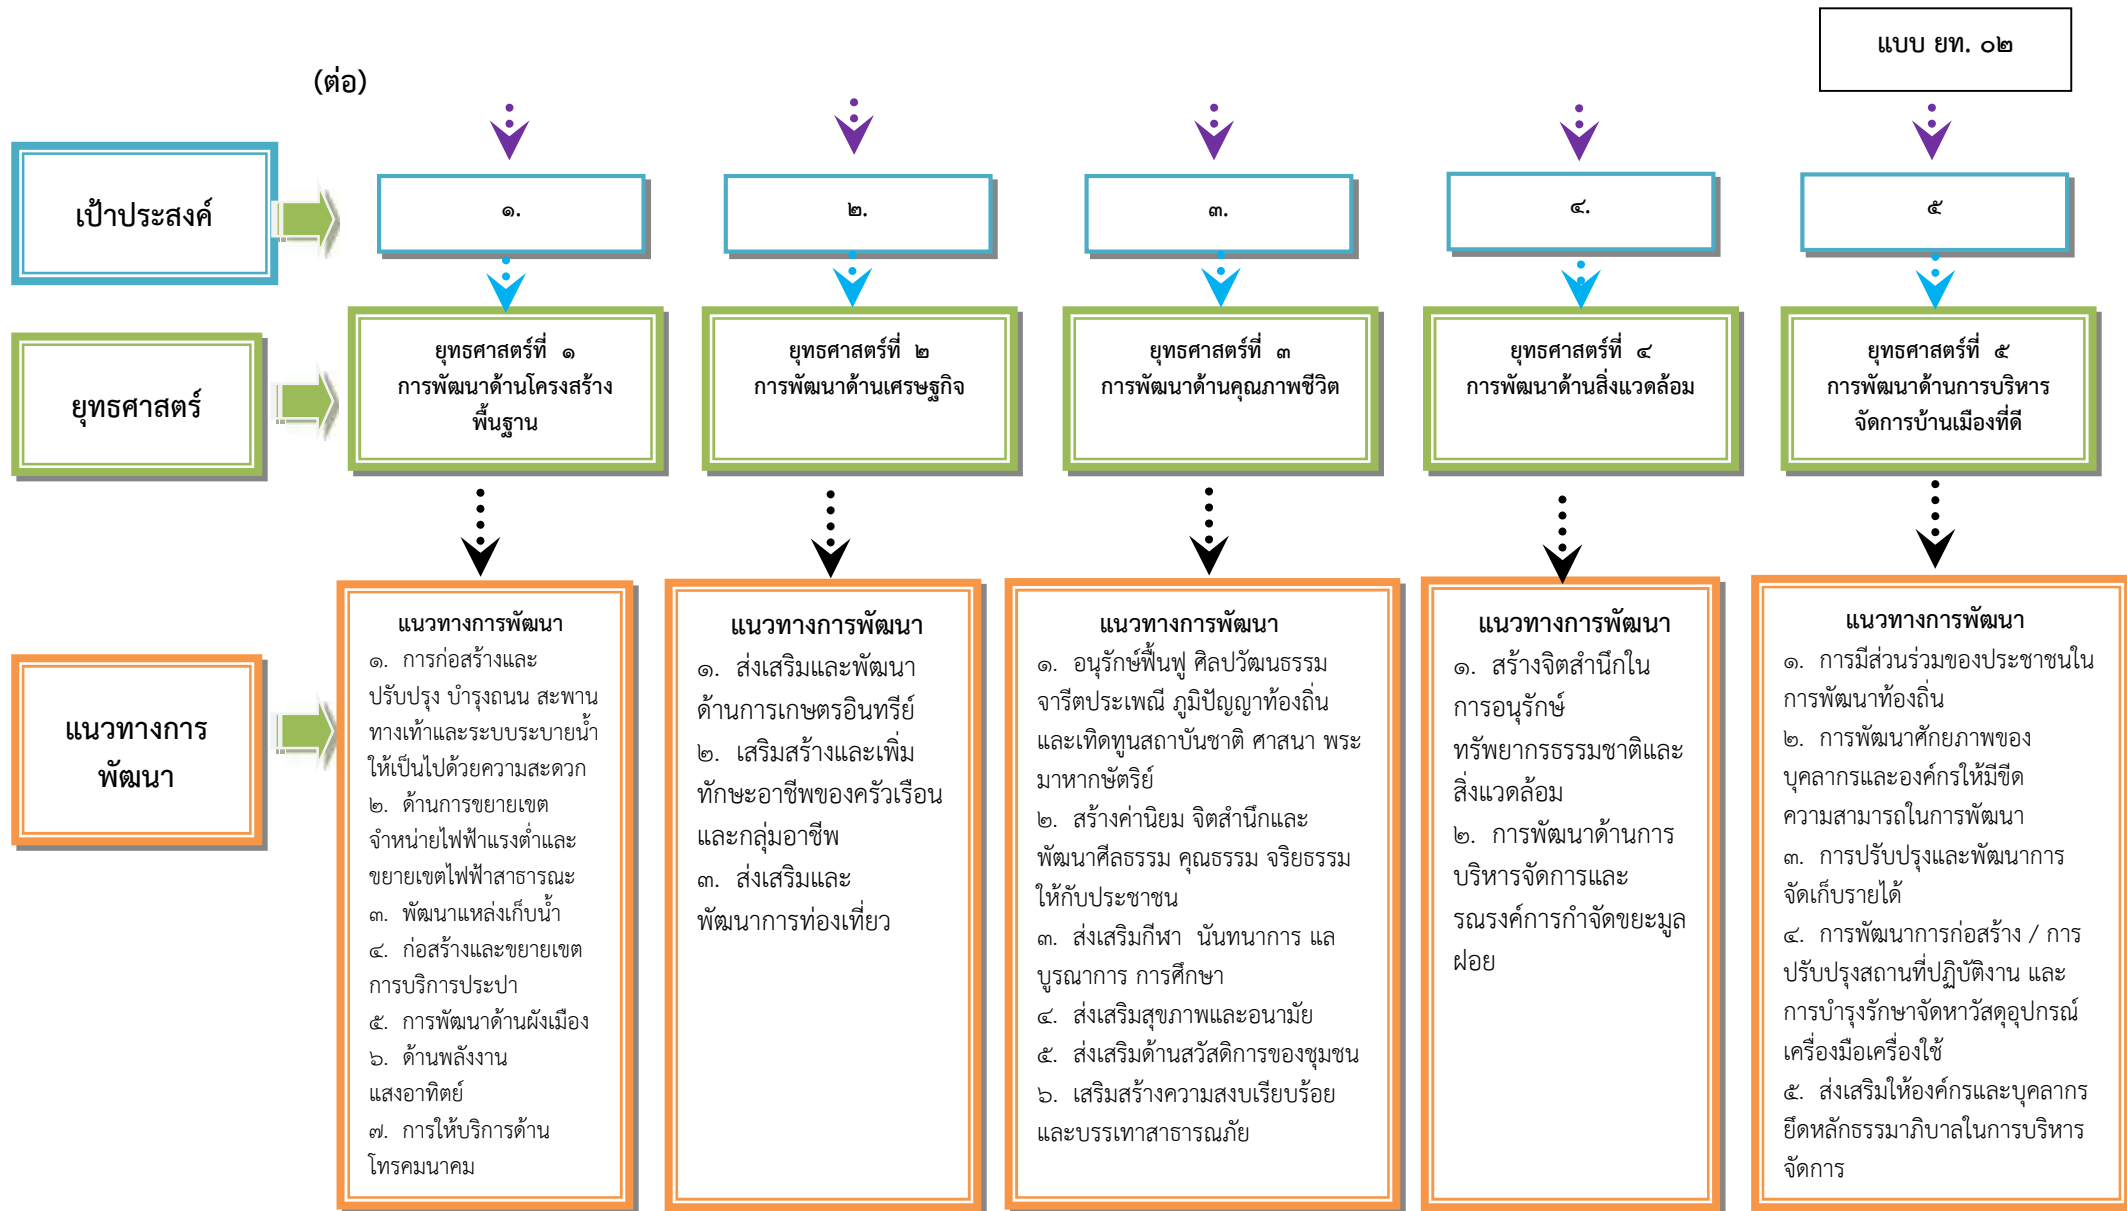 แบบ ยท. ๐๒
(ต่อ)
เป้าประสงค์
๑.
๒.
๓.
๔.
๕
ยุทธศาสตร์
ยุทธศาสตร์ที่ ๑
การพัฒนาด้านโครงสร้าง
พื้นฐาน
ยุทธศาสตร์ที่ ๒
การพัฒนาด้านเศรษฐกิจ
ยุทธศาสตร์ที่ ๓
การพัฒนาด้านคุณภาพชีวิต
ยุทธศาสตร์ที่ ๔
การพัฒนาด้านสิ่งแวดล้อม
ยุทธศาสตร์ที่ ๕
การพัฒนาด้านการบริหาร
จัดการบ้านเมืองที่ดี
แนวทางการ
พัฒนา
แนวทางการพัฒนา
๑. การก่อสร้างและ
ปรับปรุง บำรุงถนน สะพาน
ทางเท้าและระบบระบายน้ำ
ให้เป็นไปด้วยความสะดวก
๒. ด้านการขยายเขต
จำหน่ายไฟฟ้าแรงต่ำและ
ขยายเขตไฟฟ้าสาธารณะ
๓. พัฒนาแหล่งเก็บน้ำ
๔. ก่อสร้างและขยายเขต
การบริการประปา
๕. การพัฒนาด้านผังเมือง
๖. ด้านพลังงาน
แสงอาทิตย์
๗. การให้บริการด้าน
โทรคมนาคม
แนวทางการพัฒนา
๑. ส่งเสริมและพัฒนา
ด้านการเกษตรอินทรีย์
๒. เสริมสร้างและเพิ่ม
ทักษะอาชีพของครัวเรือน
และกลุ่มอาชีพ
๓. ส่งเสริมและ
พัฒนาการท่องเที่ยว
แนวทางการพัฒนา
๑. อนุรักษ์ฟื้นฟู ศิลปวัฒนธรรม
จารีตประเพณี ภูมิปัญญาท้องถิ่น
และเทิดทูนสถาบันชาติ ศาสนา พระ
มาหากษัตริย์
๒. สร้างค่านิยม จิตสำนึกและ
พัฒนาศีลธรรม คุณธรรม จริยธรรม
ให้กับประชาชน
๓. ส่งเสริมกีฬา นันทนาการ แล
บูรณาการ การศึกษา
๔. ส่งเสริมสุขภาพและอนามัย
๕. ส่งเสริมด้านสวัสดิการของชุมชน
๖. เสริมสร้างความสงบเรียบร้อย
และบรรเทาสาธารณภัย
แนวทางการพัฒนา
๑. สร้างจิตสำนึกใน
การอนุรักษ์
ทรัพยากรธรรมชาติและ
สิ่งแวดล้อม
๒. การพัฒนาด้านการ
บริหารจัดการและ
รณรงค์การกำจัดขยะมูล
ฝอย
แนวทางการพัฒนา
๑. การมีส่วนร่วมของประชาชนใน
การพัฒนาท้องถิ่น
๒. การพัฒนาศักยภาพของ
บุคลากรและองค์กรให้มีขีด
ความสามารถในการพัฒนา
๓. การปรับปรุงและพัฒนาการ
จัดเก็บรายได้
๔. การพัฒนาการก่อสร้าง / การ
ปรับปรุงสถานที่ปฏิบัติงาน และ
การบำรุงรักษาจัดหาวัสดุอุปกรณ์
เครื่องมือเครื่องใช้
๕. ส่งเสริมให้องค์กรและบุคลากร
ยึดหลักธรรมาภิบาลในการบริหาร
จัดการ